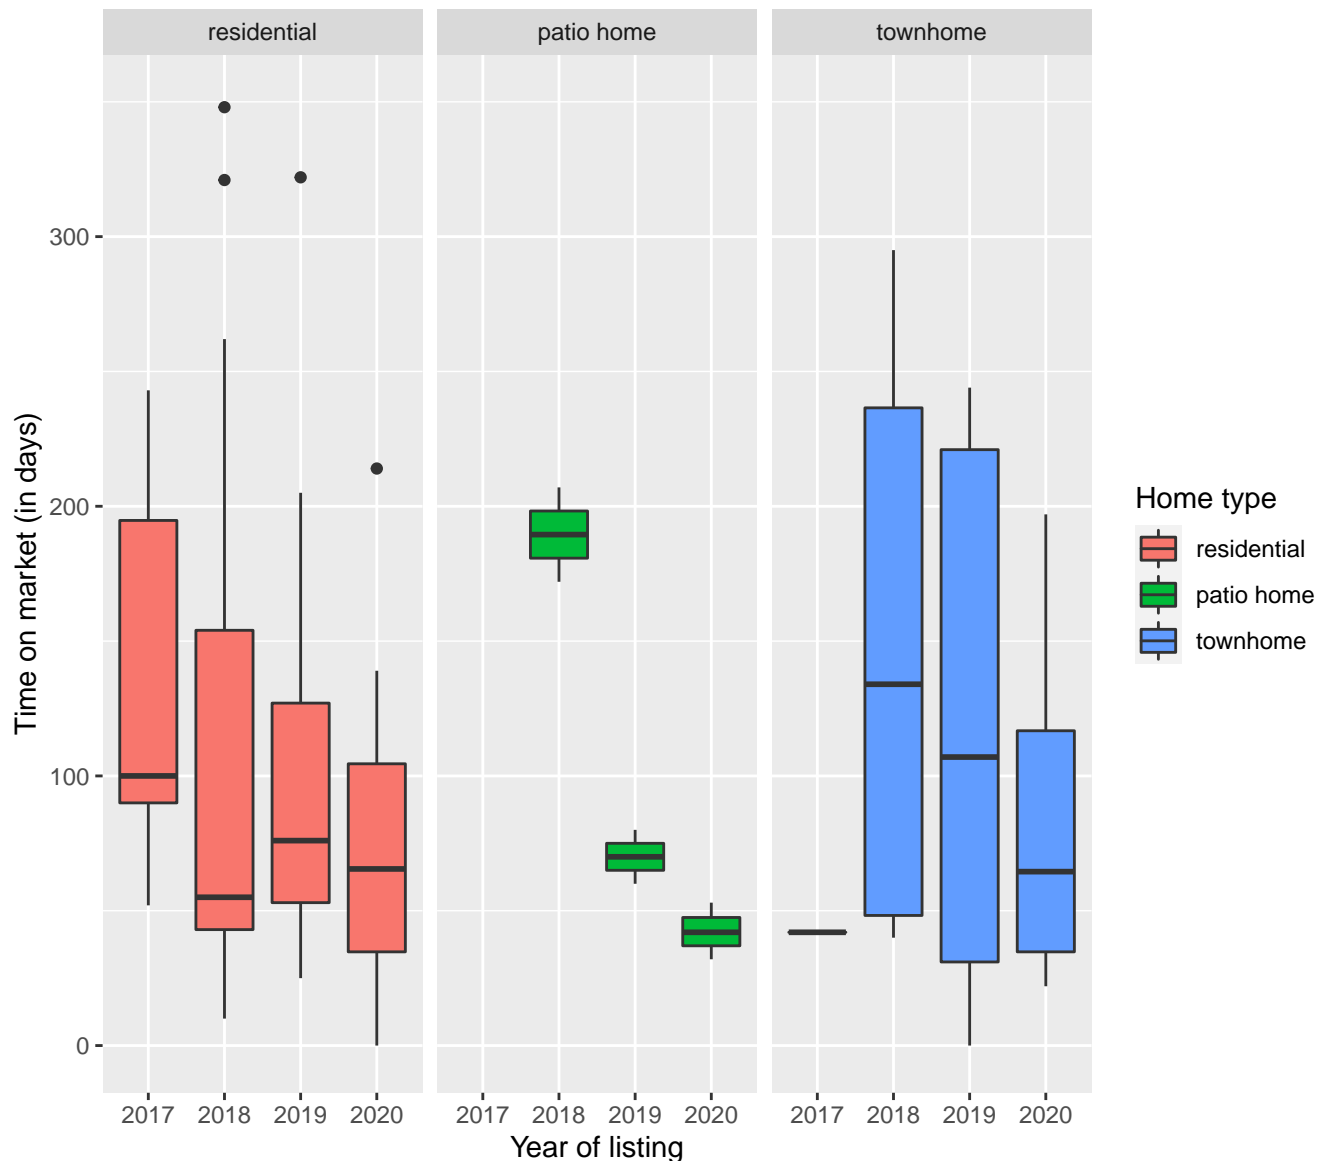 residential patio home townhome
300
200
100
0
Time on market (in days)
2017 2018 2019 2020 2017 2018 2019 2020 2017 2018 2019 2020
Year of listing
Home type
residential
patio home
townhome